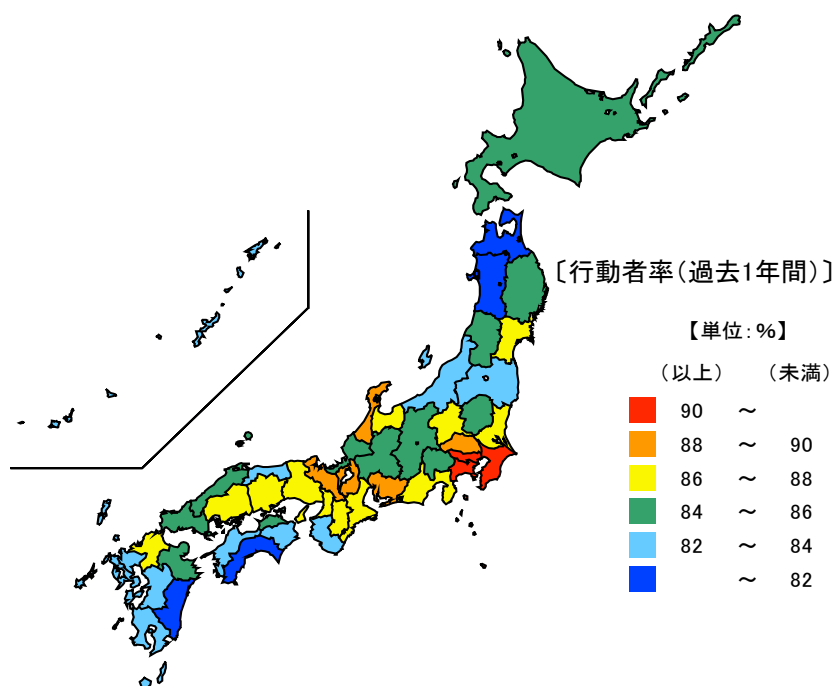 〔行動者率(過去1年間)〕
【単位:%】
(以上) (未満)
90 ～
88 ～ 90
86 ～ 88
84 ～ 86
82 ～ 84
～ 82